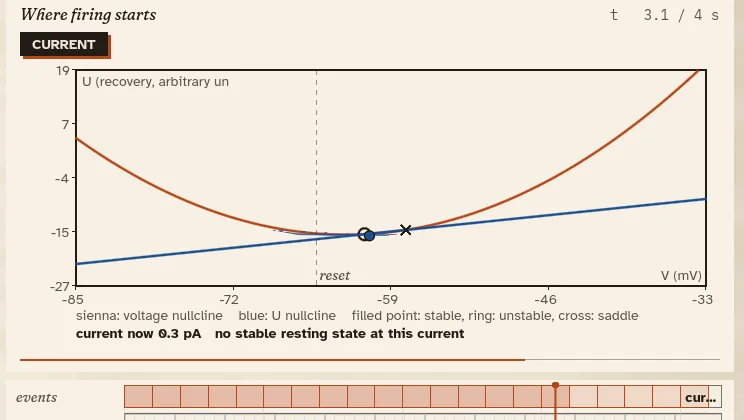 Where firing starts
t 3.1 / 4 s
CURRENT
19
U (recovery, arbitrary un
7
-4
-15
-27
reset
V (mV)
-85 -72 -59 -46 -33
sienna: voltage nullcline blue: U nullcline filled point: stable, ring: unstable, cross: saddle
current now 0.3 pA no stable resting state at this current
events
cur...